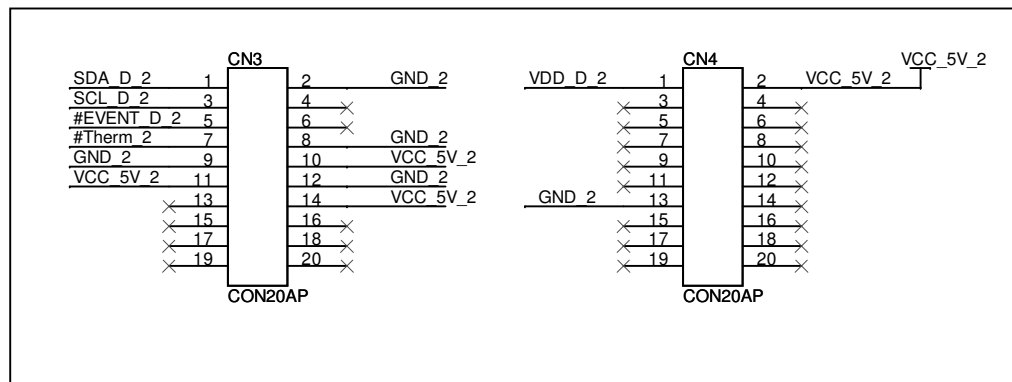 CN3
CN4
VCC_5V_2
SDA_D_2 1 2 GND_2
VDD_D_2 1 2 VCC_5V_2
SCL_D_2 3 4
3 4
#EVENT_D_2 5 6
5 6
#Therm_2 7 8 GND_2
7 8
GND_2 9 10 VCC_5V_2
9 10
VCC_5V_2 11 12 GND_2
11 12
13 14 VCC_5V_2
GND_2 13 14
15 16
15 16
17 18
17 18
19 20
19 20
CON20AP
CON20AP